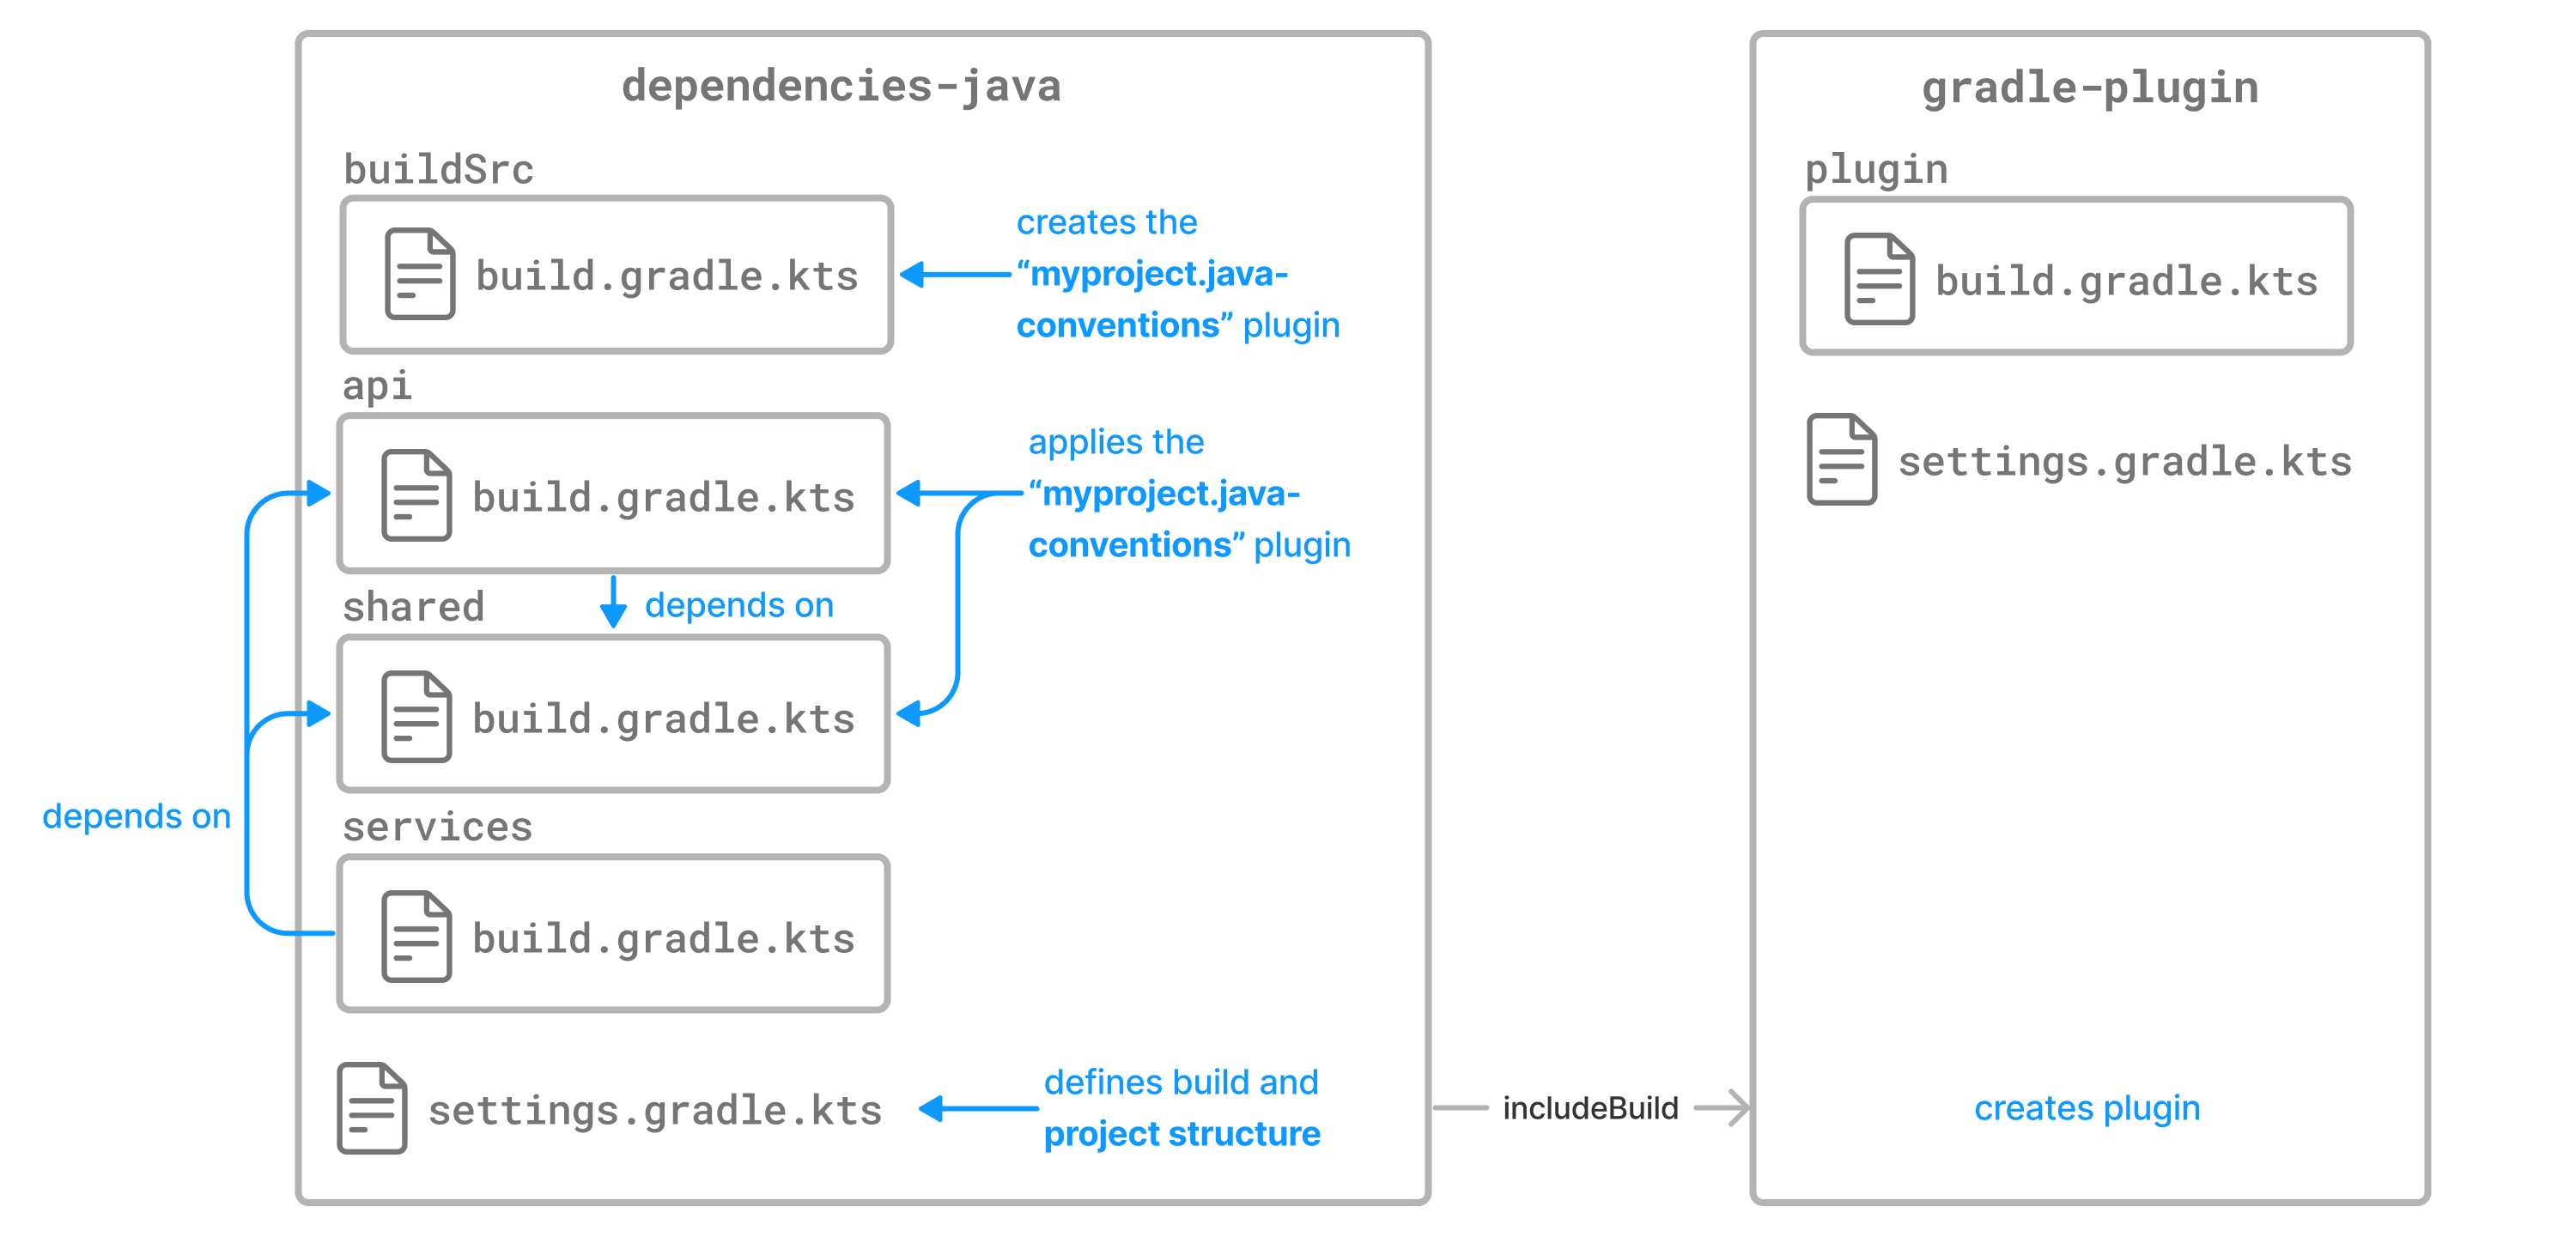 dependencies-java
buildSrc
build.gradle.kts
creates the
“myproject.java-
conventions” plugin
api
build.gradle.kts
applies the
“myproject.java-
conventions” plugin
depends on
shared
build.gradle.kts
depends on
services
build.gradle.kts
settings.gradle.kts
defines build and
project structure
includeBuild
gradle-plugin
plugin
build.gradle.kts
settings.gradle.kts
creates plugin